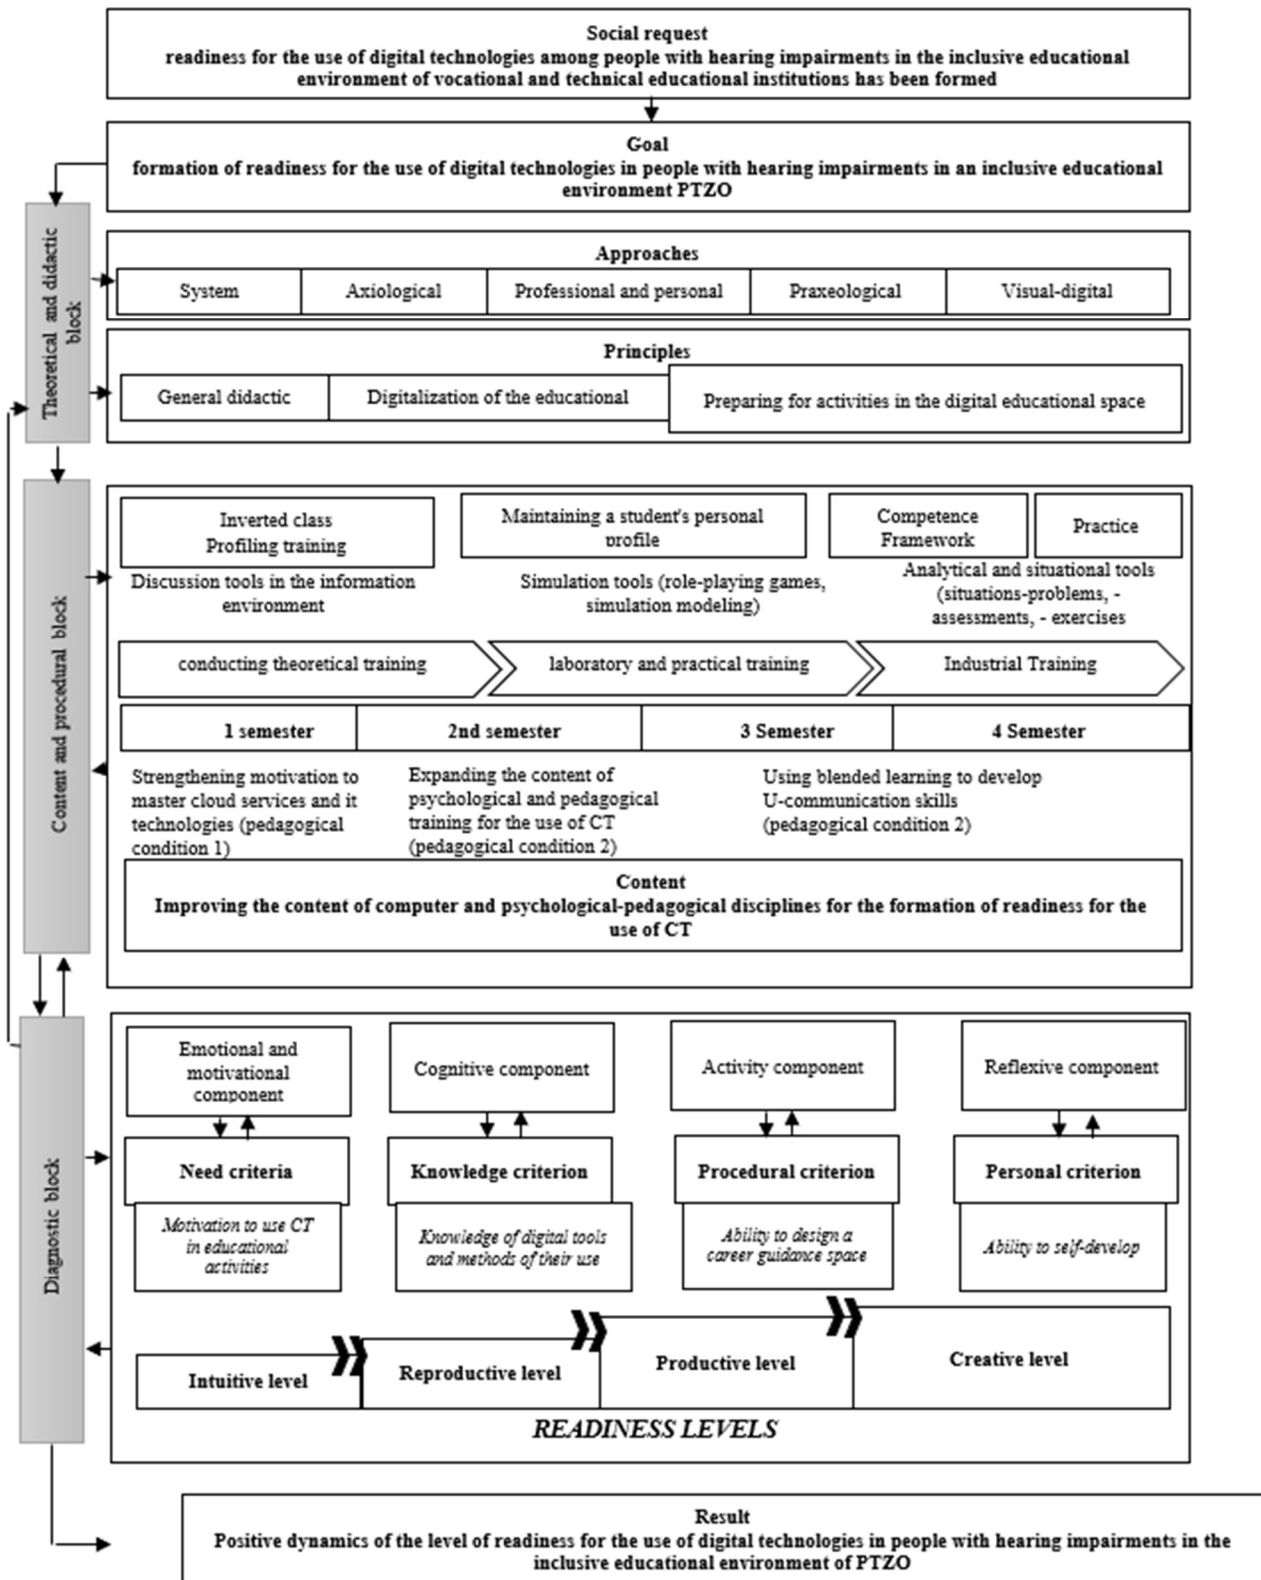 Social request
readiness for the use of digital technologies among people with hearing impairments in the inclusive educational
environment of vocational and technical educational institutions has been formed
Goal
formation of readiness for the use of digital technologies in people with hearing impairments in an inclusive educational
environment PTZO
Theoretical and didactic
block
Approaches
System
Axiological
Professional and personal
Praxeological
Visual-digital
Principles
General didactic
Digitalization of the educational
Preparing for activities in the digital educational space
Content and procedural block
Inverted class
Profiling training
Maintaining a student's personal
profile
Competence
Framework
Practice
Discussion tools in the information
environment
Simulation tools (role-playing games,
simulation modeling)
Analytical and situational tools
(situations-problems, -
assessments, - exercises
conducting theoretical training
laboratory and practical training
Industrial Training
1 semester
2nd semester
3 Semester
4 Semester
Strengthening motivation to
master cloud services and it
technologies (pedagogical
condition 1)
Expanding the content of
psychological and pedagogical
training for the use of CT
(pedagogical condition 2)
Using blended learning to develop
U-communication skills
(pedagogical condition 2)
Content
Improving the content of computer and psychological-pedagogical disciplines for the formation of readiness for the
use of CT
Diagnostic block
Emotional and
motivational
component
Cognitive component
Activity component
Reflexive component
Need criteria
Knowledge criterion
Procedural criterion
Personal criterion
Motivation to use CT
in educational
activities
Knowledge of digital tools
and methods of their use
Ability to design a
career guidance space
Ability to self-develop
Intuitive level
Reproductive level
Productive level
Creative level
READINESS LEVELS
Result
Positive dynamics of the level of readiness for the use of digital technologies in people with hearing impairments in the
inclusive educational environment of PTZO